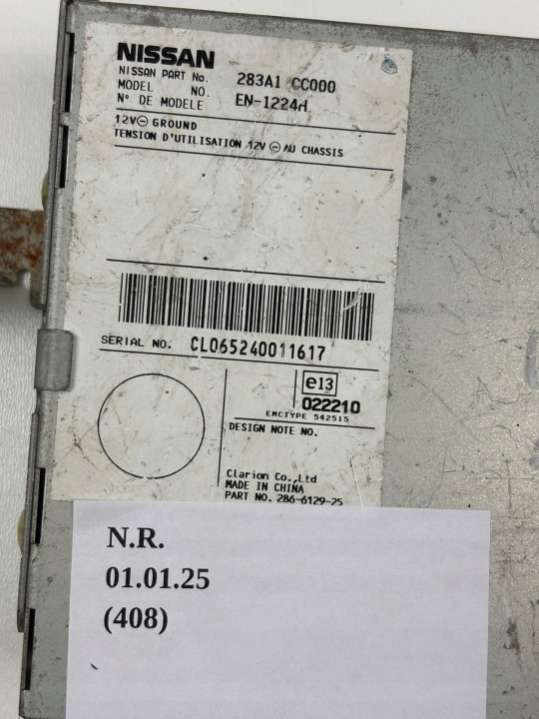 NISSAN
NISSAN PART No. 283A1 CC000
MODEL NO. EN-1224H
N° DE MODELE
12V⊖ GROUND
TENSION D'UTILISATION 12V ⊖ AU CHASSIS
SERIAL NO. CL065240011617
e13
022210
EMCTYPE 542515
DESIGN NOTE NO.
Clarion Co.,Ltd
MADE IN CHINA
PART NO. 286-6129-25
N.R.
01.01.25
(408)